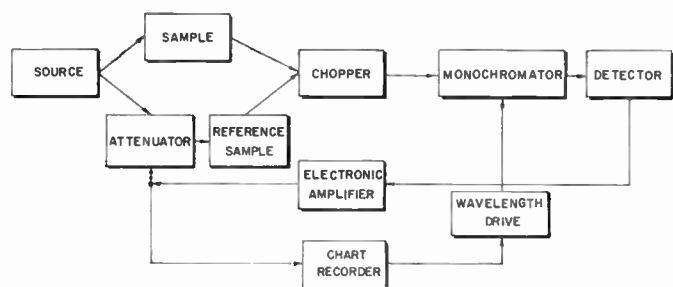 SAMPLE
SOURCE
CHOPPER
MONOCHROMATOR
DETECTOR
ATTENUATOR
REFERENCE
SAMPLE
ELECTRONIC
AMPLIFIER
WAVELENGTH
DRIVE
CHART
RECORDER